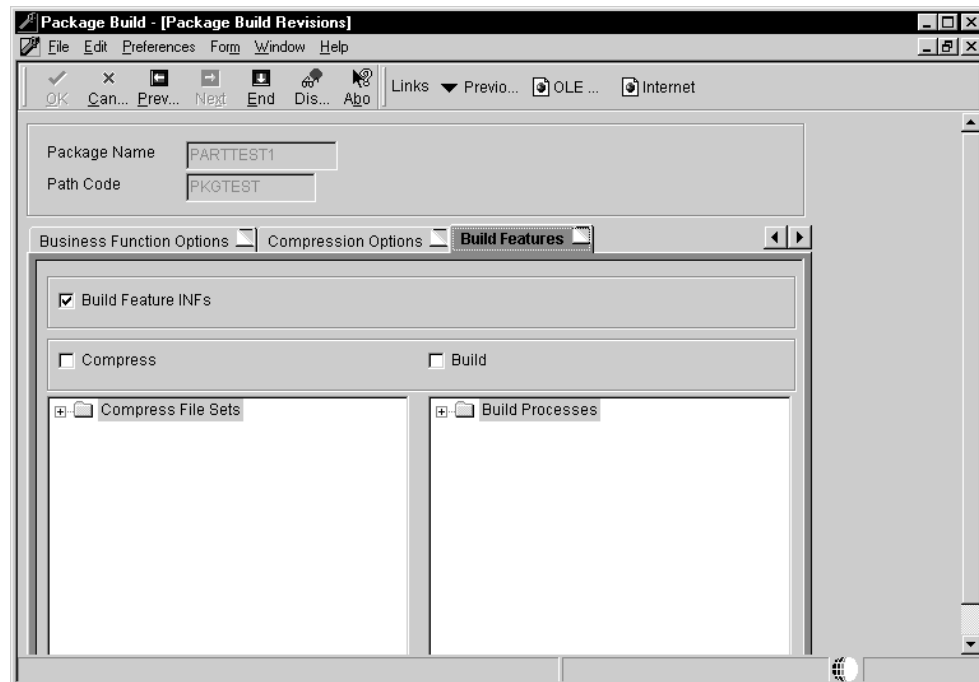 Package Build - [Package Build Revisions]
File Edit Preferences Form Window Help
OK Can... Prev... Next End Dis... Abo Links Previo... OLE ... Internet
Package Name PARTTEST1
Path Code PKGTEST
Business Function Options Compression Options Build Features
Build Feature INFs
Compress Build
Compress File Sets Build Processes